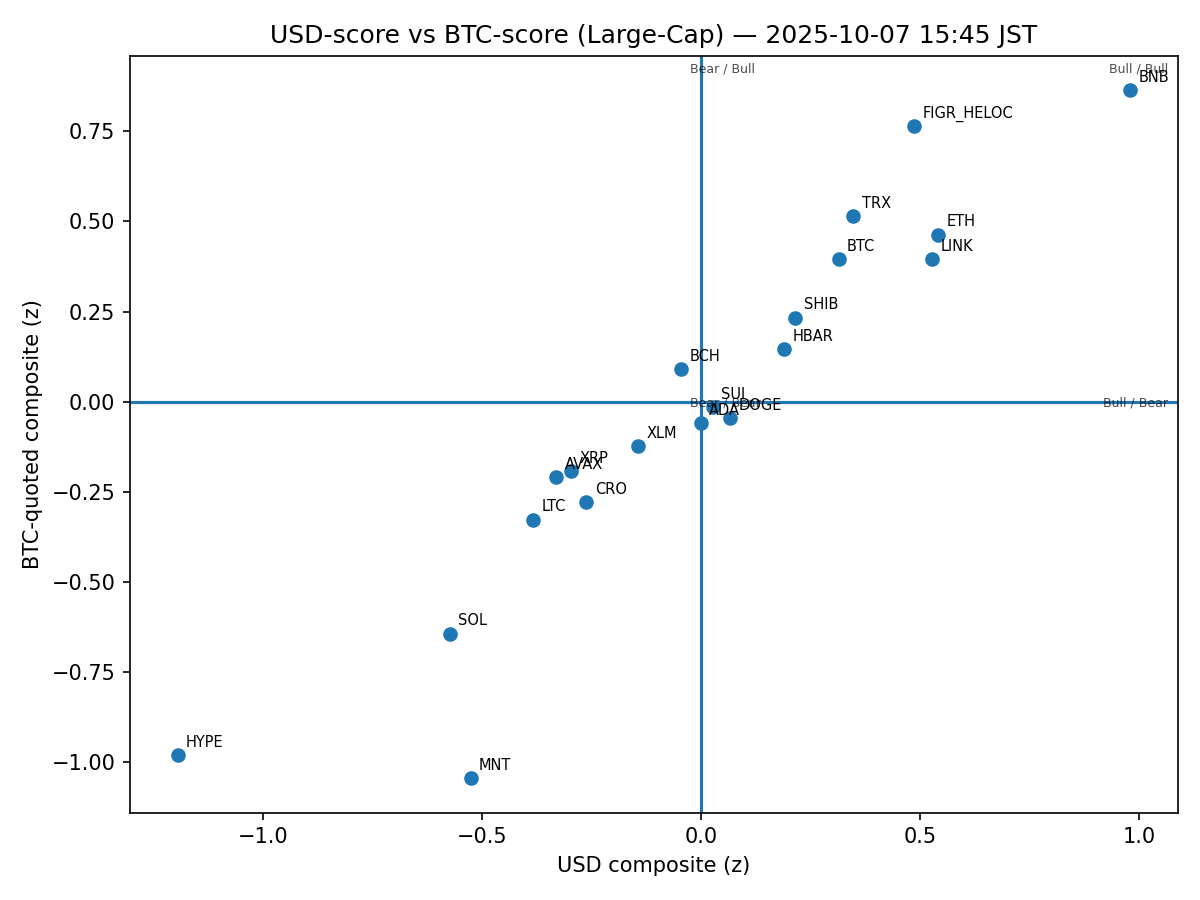 USD-score vs BTC-score (Large-Cap) — 2025-10-07 15:45 JST
Bear / Bull
Bull / Bull
BNB
FIGR_HELOC
TRX
ETH
BTC
LINK
SHIB
HBAR
BCH
SUI
Bear / Bear
ADA
DOGE
Bull / Bear
XLM
XRP
AVAX
CRO
LTC
SOL
HYPE
MNT
0.75
0.50
0.25
0.00
−0.25
−0.50
−0.75
−1.00
BTC-quoted composite (z)
−1.0
−0.5
0.0
0.5
1.0
USD composite (z)